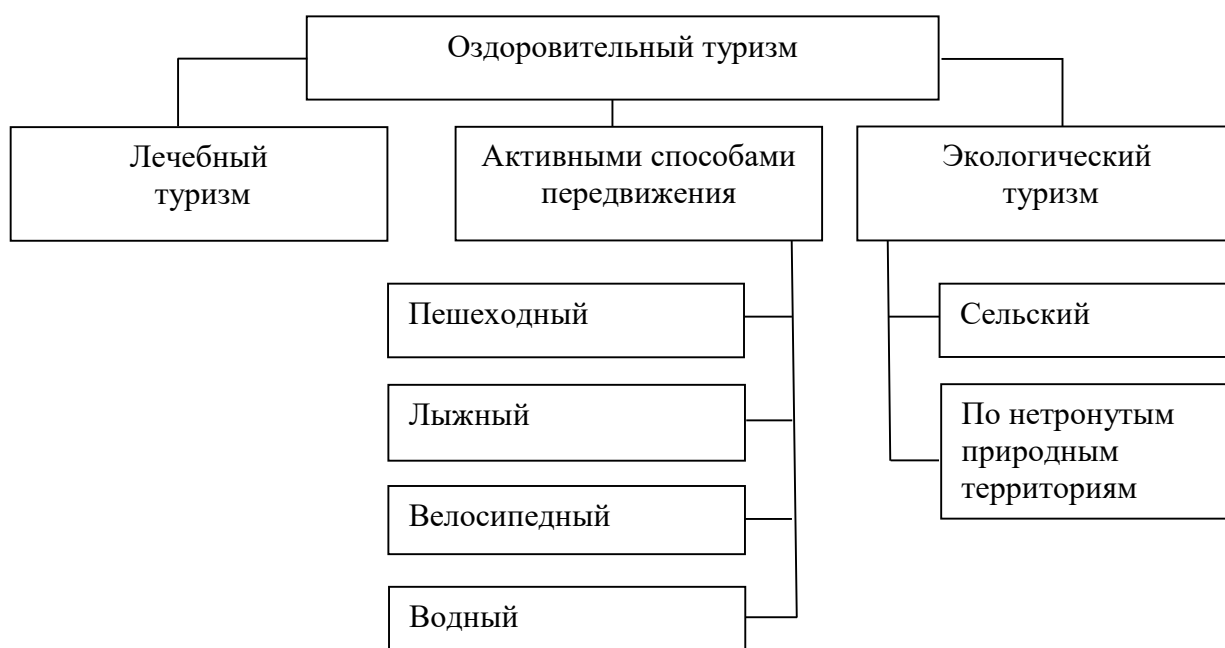 Оздоровительный туризм
Лечебный
туризм
Активными способами
передвижения
Экологический
туризм
Пешеходный
Лыжный
Велосипедный
Водный
Сельский
По нетронутым
природным
территориям